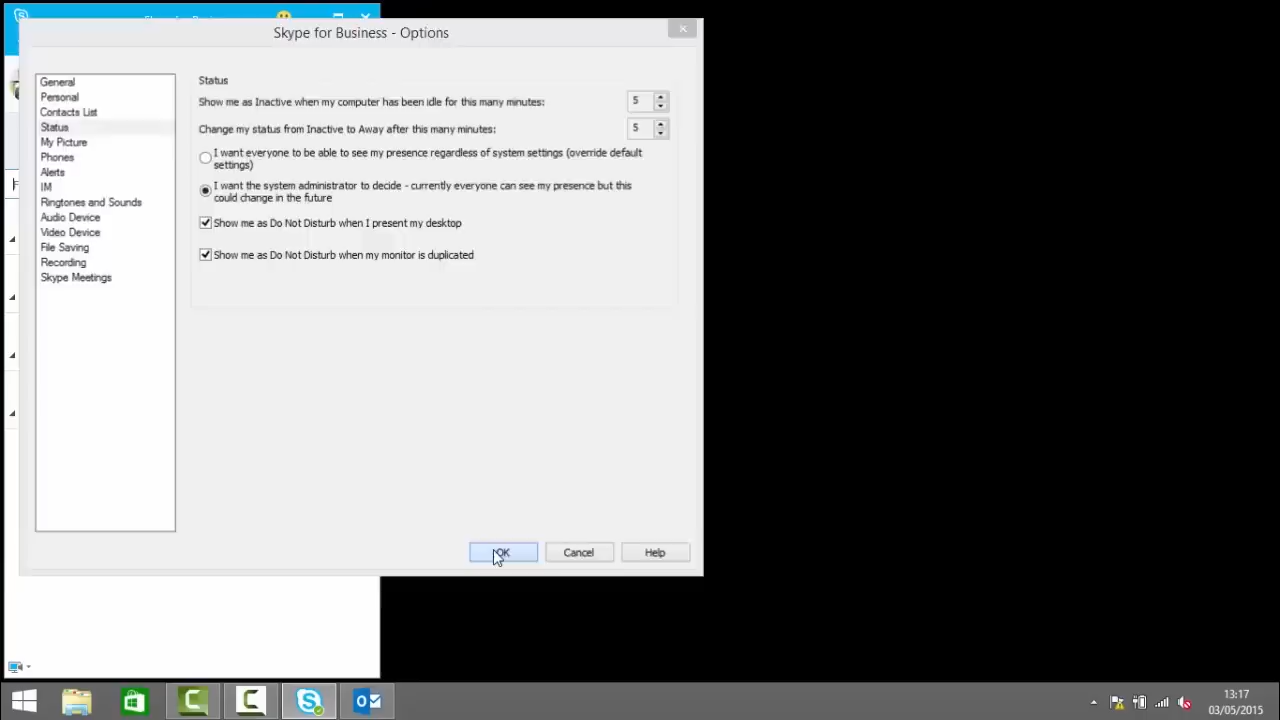 Skype for Business - Options
General
Personal
Contacts List
Status
My Picture
Phones
Alerts
IM
Ringtones and Sounds
Audio Device
Video Device
File Saving
Recording
Skype Meetings
Status
Show me as Inactive when my computer has been idle for this many minutes:
5
Change my status from Inactive to Away after this many minutes:
5
I want everyone to be able to see my presence regardless of system settings (override default
settings)
I want the system administrator to decide - currently everyone can see my presence but this
could change in the future
Show me as Do Not Disturb when I present my desktop
Show me as Do Not Disturb when my monitor is duplicated
OK
Cancel
Help
13:17
03/05/2015